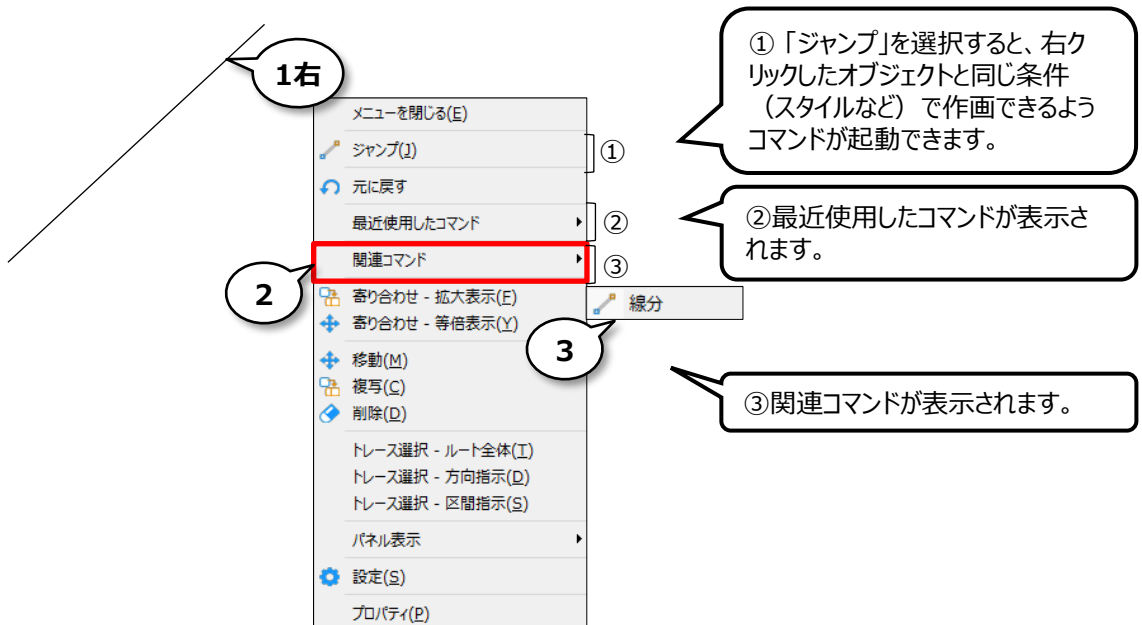 1右
メニューを閉じる(E)
ジャンプ(J)
①
元に戻す
最近使用したコマンド
②
関連コマンド
③
2
寄り合わせ - 拡大表示(F)
寄り合わせ - 等倍表示(Y)
線分
3
移動(M)
複写(C)
削除(D)
トレース選択 - ルート全体(T)
トレース選択 - 方向指示(D)
トレース選択 - 区間指示(S)
パネル表示
設定(S)
プロパティ(P)
①「ジャンプ」を選択すると、右ク
リックしたオブジェクトと同じ条件
（スタイルなど）で作画できるよう
コマンドが起動できます。
②最近使用したコマンドが表示さ
れます。
③関連コマンドが表示されます。